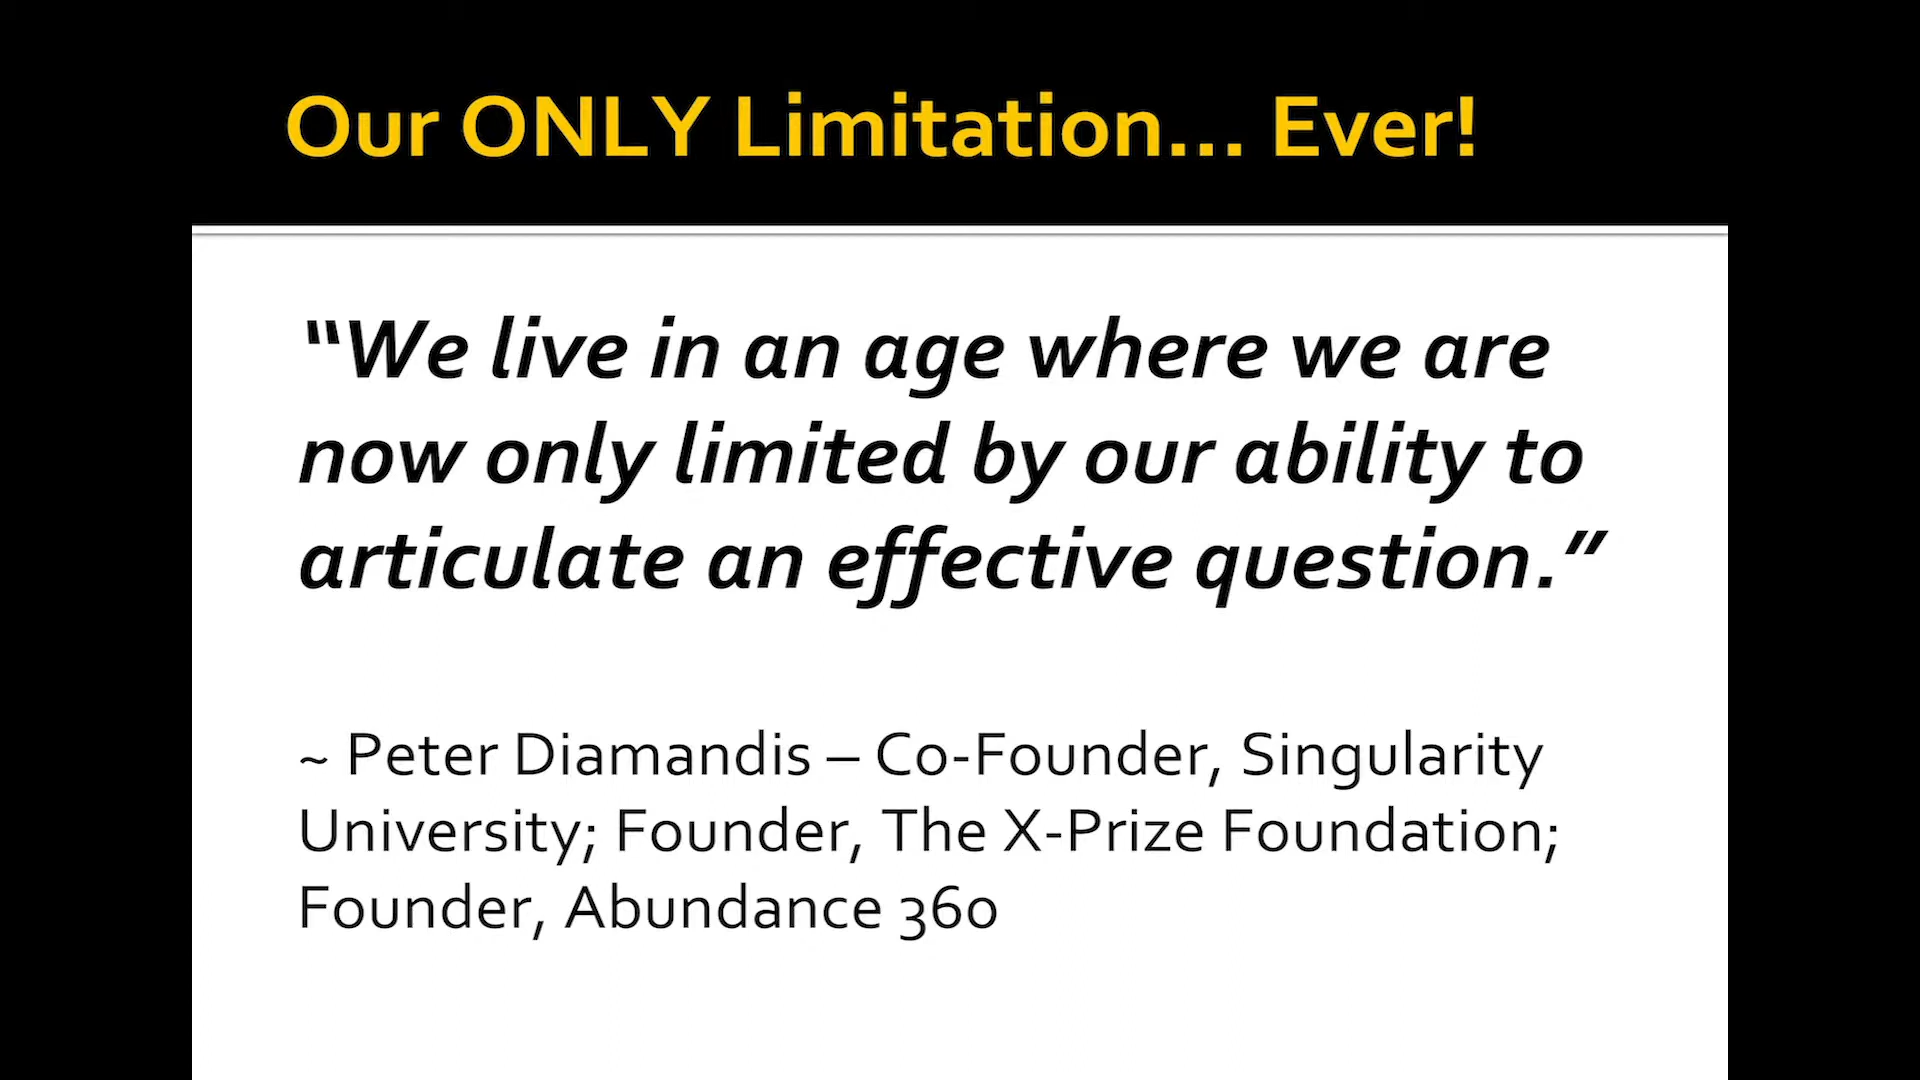 Our ONLY Limitation... Ever!
“We live in an age where we are
now only limited by our ability to
articulate an effective question.”
~ Peter Diamandis – Co-Founder, Singularity
University; Founder, The X-Prize Foundation;
Founder, Abundance 360